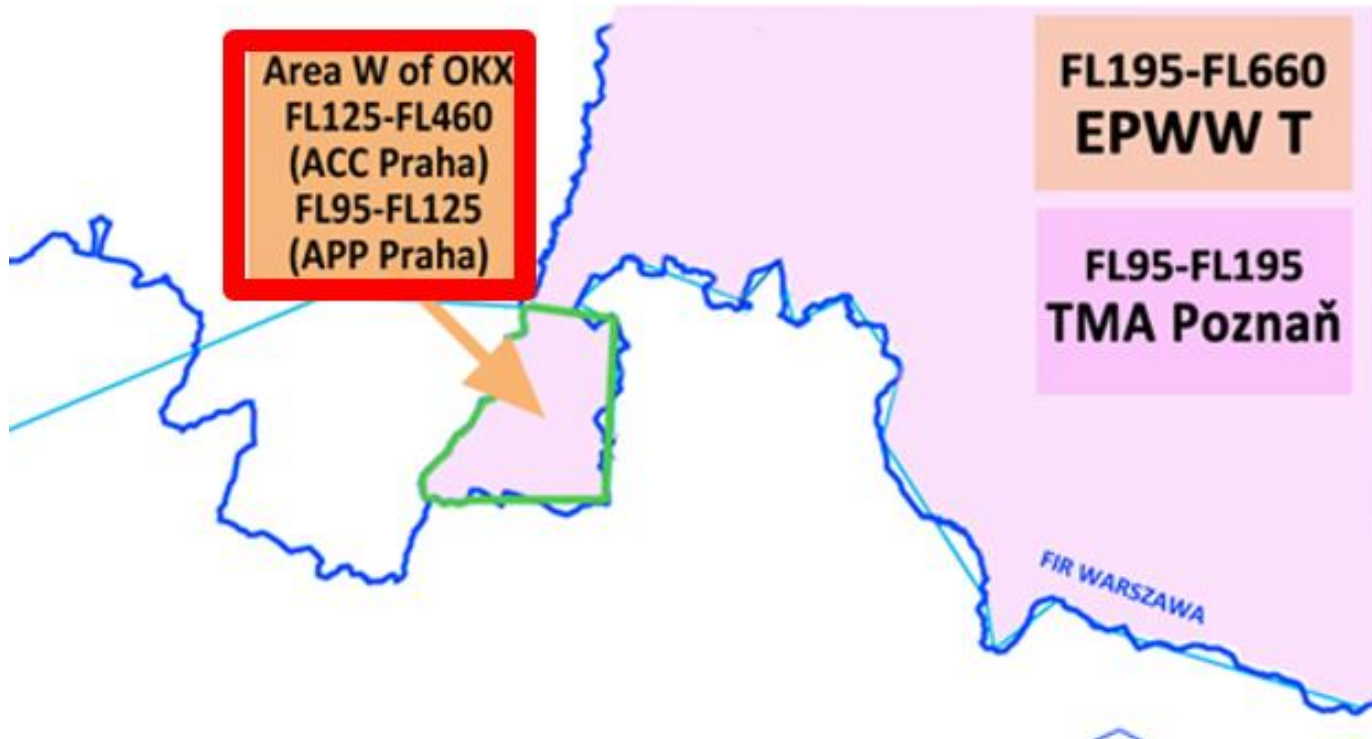 Area W of OKX
FL125-FL460
(ACC Praha)
FL95-FL125
(APP Praha)
FL195-FL660
EPWW T
FL95-FL195
TMA Poznaň
FIR WARSZAWA